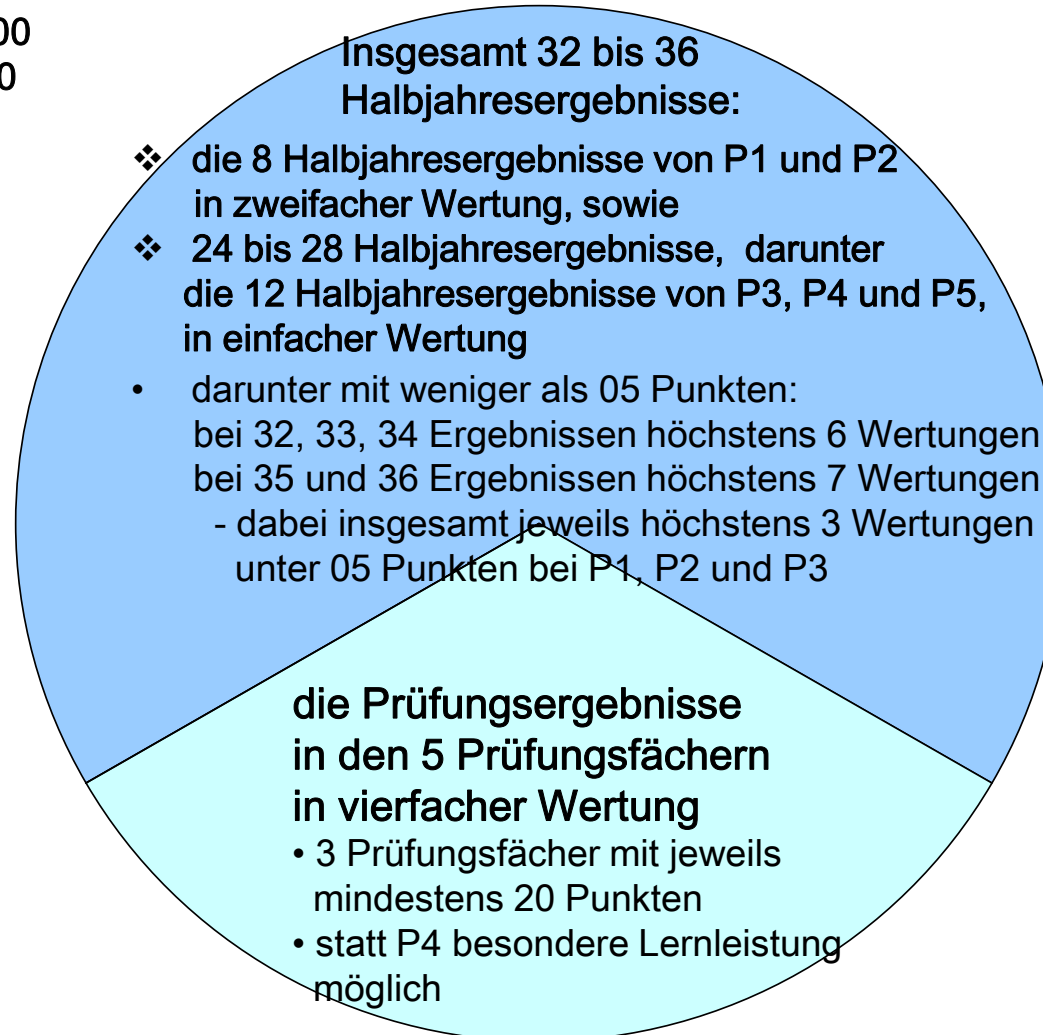 00
0
Insgesamt 32 bis 36
Halbjahresergebnisse:
❖ die 8 Halbjahresergebnisse von P1 und P2
in zweifacher Wertung, sowie
❖ 24 bis 28 Halbjahresergebnisse, darunter
die 12 Halbjahresergebnisse von P3, P4 und P5,
in einfacher Wertung
• darunter mit weniger als 05 Punkten:
bei 32, 33, 34 Ergebnissen höchstens 6 Wertungen
bei 35 und 36 Ergebnissen höchstens 7 Wertungen
- dabei insgesamt jeweils höchstens 3 Wertungen
unter 05 Punkten bei P1, P2 und P3
die Prüfungsergebnisse
in den 5 Prüfungsfächern
in vierfacher Wertung
• 3 Prüfungsfächer mit jeweils
mindestens 20 Punkten
• statt P4 besondere Lernleistung
möglich